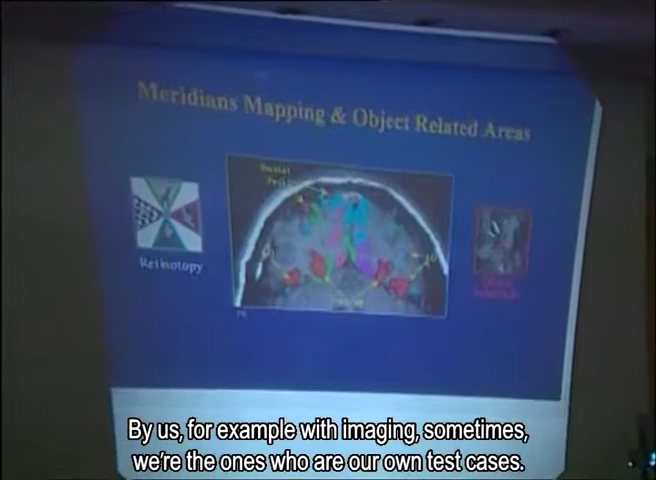 Meridians Mapping & Object Related Areas
Retinotopy
By us, for example with imaging, sometimes,
we're the ones who are our own test cases.